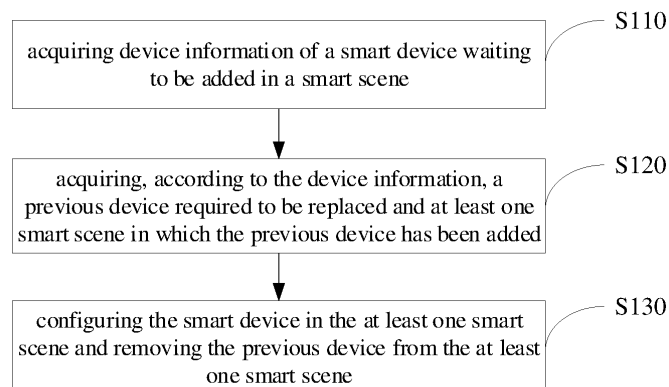 S110
acquiring device information of a smart device waiting
to be added in a smart scene
S120
acquiring, according to the device information, a
previous device required to be replaced and at least one
smart scene in which the previous device has been added
S130
configuring the smart device in the at least one smart
scene and removing the previous device from the at least
one smart scene